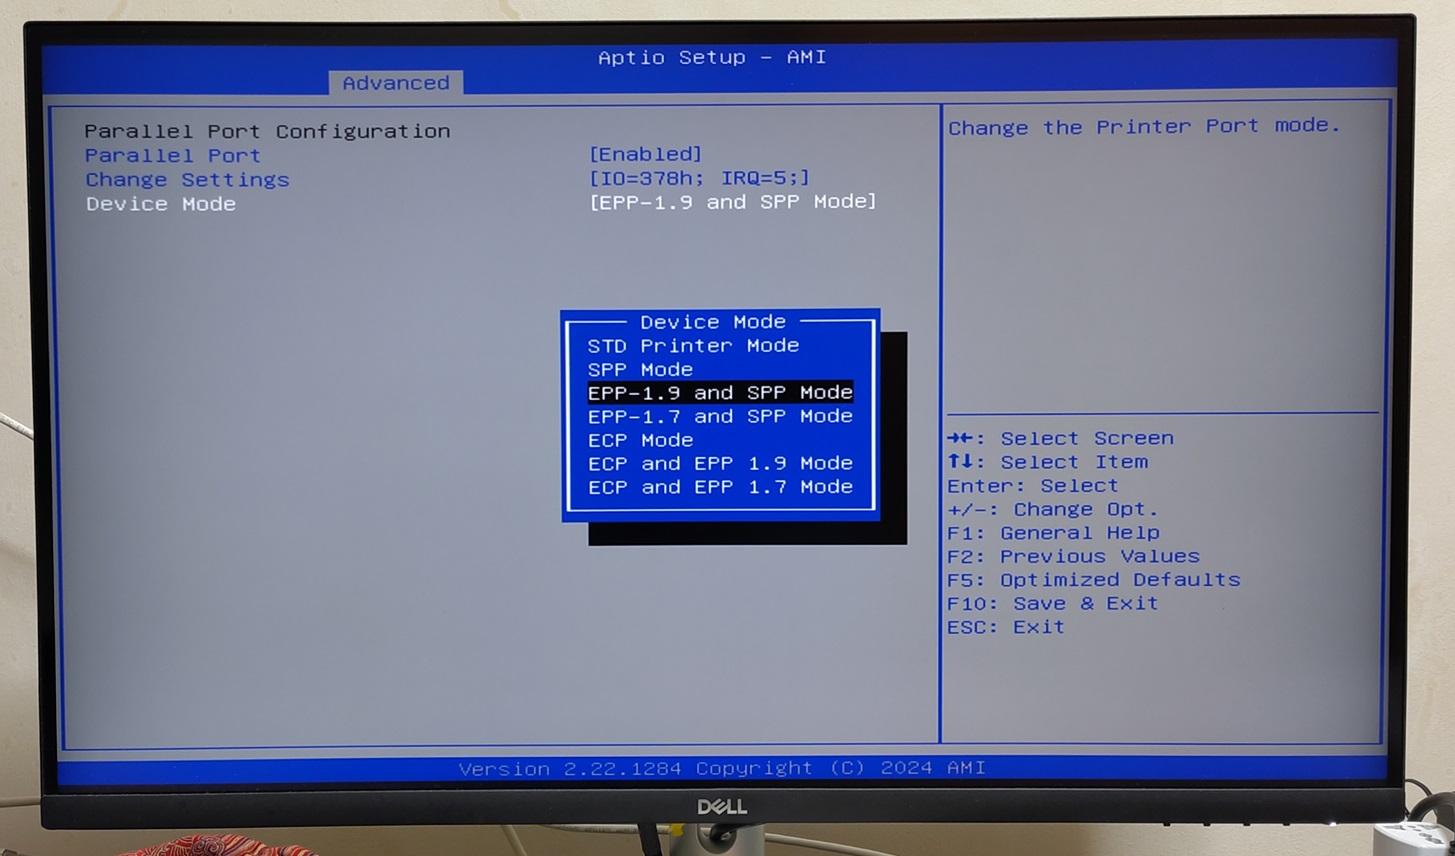 Aptio Setup – AMI
Advanced
Parallel Port Configuration
Parallel Port [Enabled]
Change Settings [IO=378h; IRQ=5;]
Device Mode [EPP-1.9 and SPP Mode]
Device Mode
STD Printer Mode
SPP Mode
EPP-1.9 and SPP Mode
EPP-1.7 and SPP Mode
ECP Mode
ECP and EPP 1.9 Mode
ECP and EPP 1.7 Mode
Change the Printer Port mode.
→←: Select Screen
↑↓: Select Item
Enter: Select
+/-: Change Opt.
F1: General Help
F2: Previous Values
F5: Optimized Defaults
F10: Save & Exit
ESC: Exit
Version 2.22.1284 Copyright (C) 2024 AMI
DELL